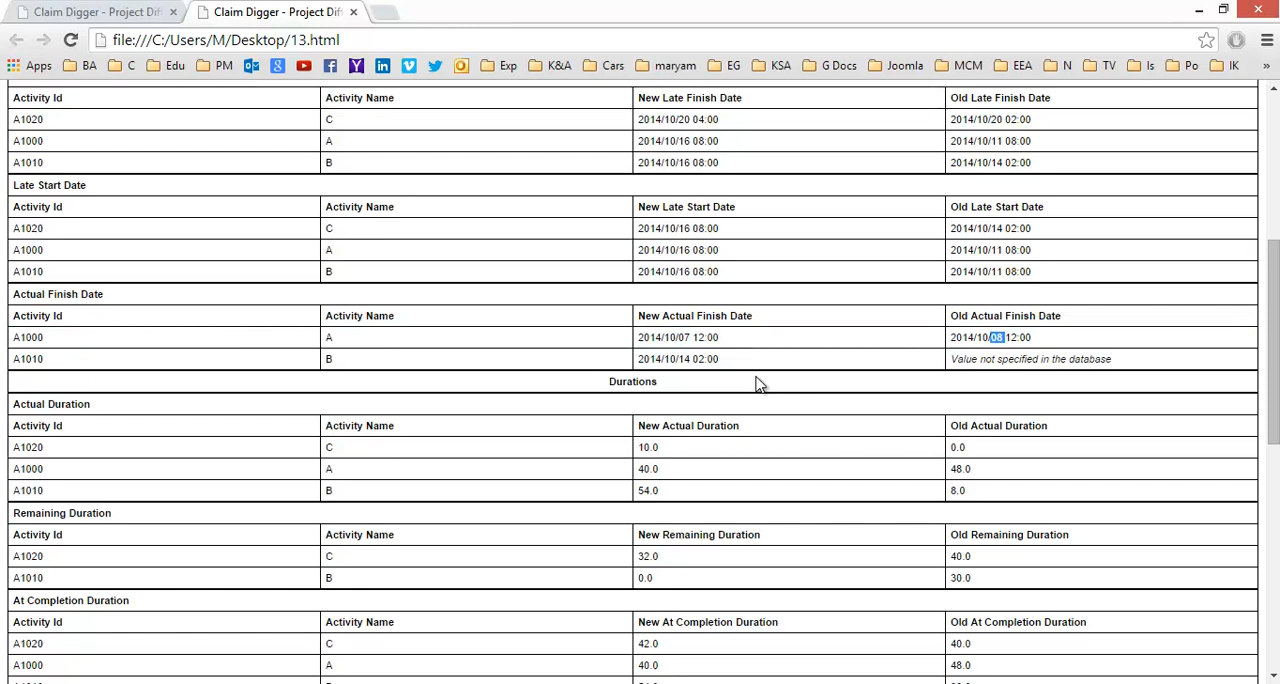 Claim Digger - Project Dif Claim Digger - Project Dif
file:///C:/Users/M/Desktop/13.html
Apps BA C Edu PM Exp K&A Cars maryam EG KSA G Docs Joomla MCM EEA N TV Is Po IK »
Activity Id Activity Name New Late Finish Date Old Late Finish Date
A1020 C 2014/10/20 04:00 2014/10/20 02:00
A1000 A 2014/10/16 08:00 2014/10/11 08:00
A1010 B 2014/10/16 08:00 2014/10/14 02:00
Late Start Date
Activity Id Activity Name New Late Start Date Old Late Start Date
A1020 C 2014/10/16 08:00 2014/10/14 02:00
A1000 A 2014/10/16 08:00 2014/10/11 08:00
A1010 B 2014/10/16 08:00 2014/10/11 08:00
Actual Finish Date
Activity Id Activity Name New Actual Finish Date Old Actual Finish Date
A1000 A 2014/10/07 12:00 2014/10/08 12:00
A1010 B 2014/10/14 02:00 Value not specified in the database
Durations
Actual Duration
Activity Id Activity Name New Actual Duration Old Actual Duration
A1020 C 10.0 0.0
A1000 A 40.0 48.0
A1010 B 54.0 8.0
Remaining Duration
Activity Id Activity Name New Remaining Duration Old Remaining Duration
A1020 C 32.0 40.0
A1010 B 0.0 30.0
At Completion Duration
Activity Id Activity Name New At Completion Duration Old At Completion Duration
A1020 C 42.0 40.0
A1000 A 40.0 48.0